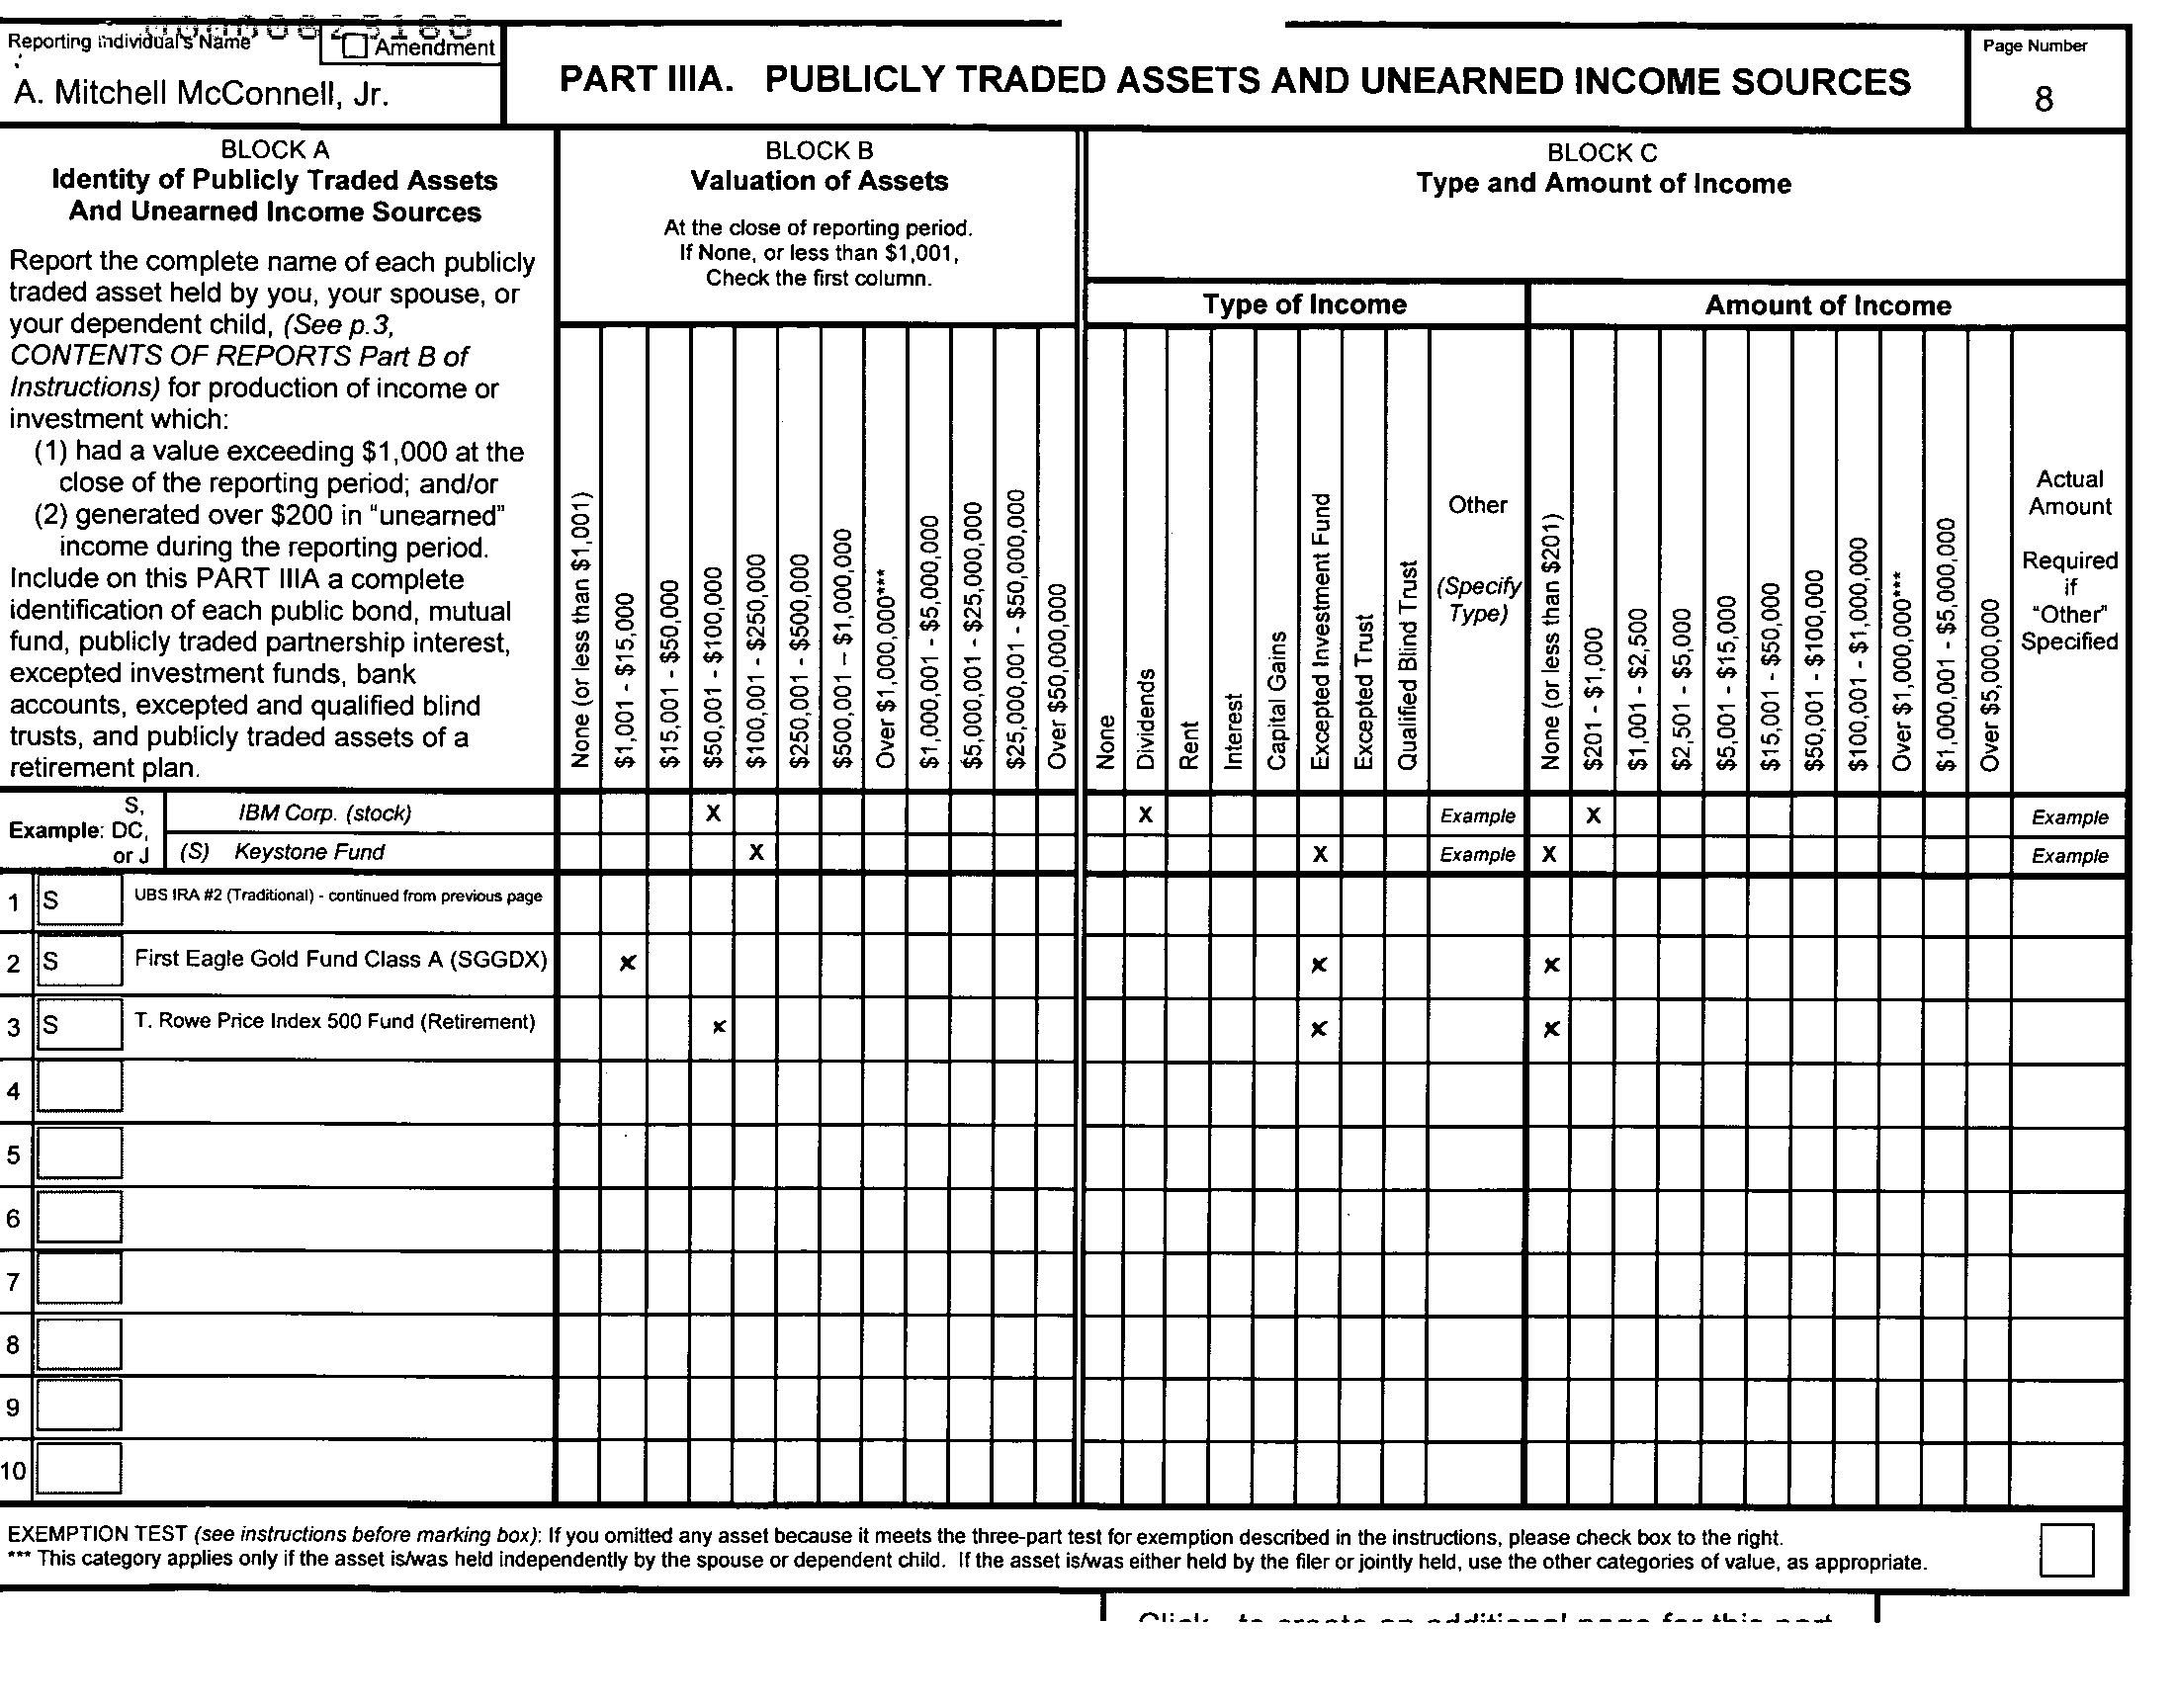 Reporting Individual's Name
Amendment
A. Mitchell McConnell, Jr.
PART IIIA. PUBLICLY TRADED ASSETS AND UNEARNED INCOME SOURCES
Page Number
8
BLOCK A
Identity of Publicly Traded Assets
And Unearned Income Sources
Report the complete name of each publicly
traded asset held by you, your spouse, or
your dependent child, (See p.3,
CONTENTS OF REPORTS Part B of
Instructions) for production of income or
investment which:
(1) had a value exceeding $1,000 at the
close of the reporting period; and/or
(2) generated over $200 in "unearned"
income during the reporting period.
Include on this PART IIIA a complete
identification of each public bond, mutual
fund, publicly traded partnership interest,
excepted investment funds, bank
accounts, excepted and qualified blind
trusts, and publicly traded assets of a
retirement plan.
BLOCK B
Valuation of Assets
At the close of reporting period.
If None, or less than $1,001,
Check the first column.
None (or less than $1,001)
$1,001 - $15,000
$15,001 - $50,000
$50,001 - $100,000
$100,001 - $250,000
$250,001 - $500,000
$500,001 – $1,000,000
Over $1,000,000***
$1,000,001 - $5,000,000
$5,000,001 - $25,000,000
$25,000,001 - $50,000,000
Over $50,000,000
BLOCK C
Type and Amount of Income
Type of Income
None
Dividends
Rent
Interest
Capital Gains
Excepted Investment Fund
Excepted Trust
Qualified Blind Trust
Other
(Specify
Type)
Amount of Income
None (or less than $201)
$201 - $1,000
$1,001 - $2,500
$2,501 - $5,000
$5,001 - $15,000
$15,001 - $50,000
$50,001 - $100,000
$100,001 - $1,000,000
Over $1,000,000***
$1,000,001 - $5,000,000
Over $5,000,000
Actual
Amount
Required
if
"Other"
Specified
Example: S, DC, or J
IBM Corp. (stock) X X Example X Example
(S) Keystone Fund X X Example X Example
1 S UBS IRA #2 (Traditional) - continued from previous page
2 S First Eagle Gold Fund Class A (SGGDX) x x x
3 S T. Rowe Price Index 500 Fund (Retirement) x x x
4
5
6
7
8
9
10
EXEMPTION TEST (see instructions before marking box): If you omitted any asset because it meets the three-part test for exemption described in the instructions, please check box to the right.
*** This category applies only if the asset is/was held independently by the spouse or dependent child. If the asset is/was either held by the filer or jointly held, use the other categories of value, as appropriate.